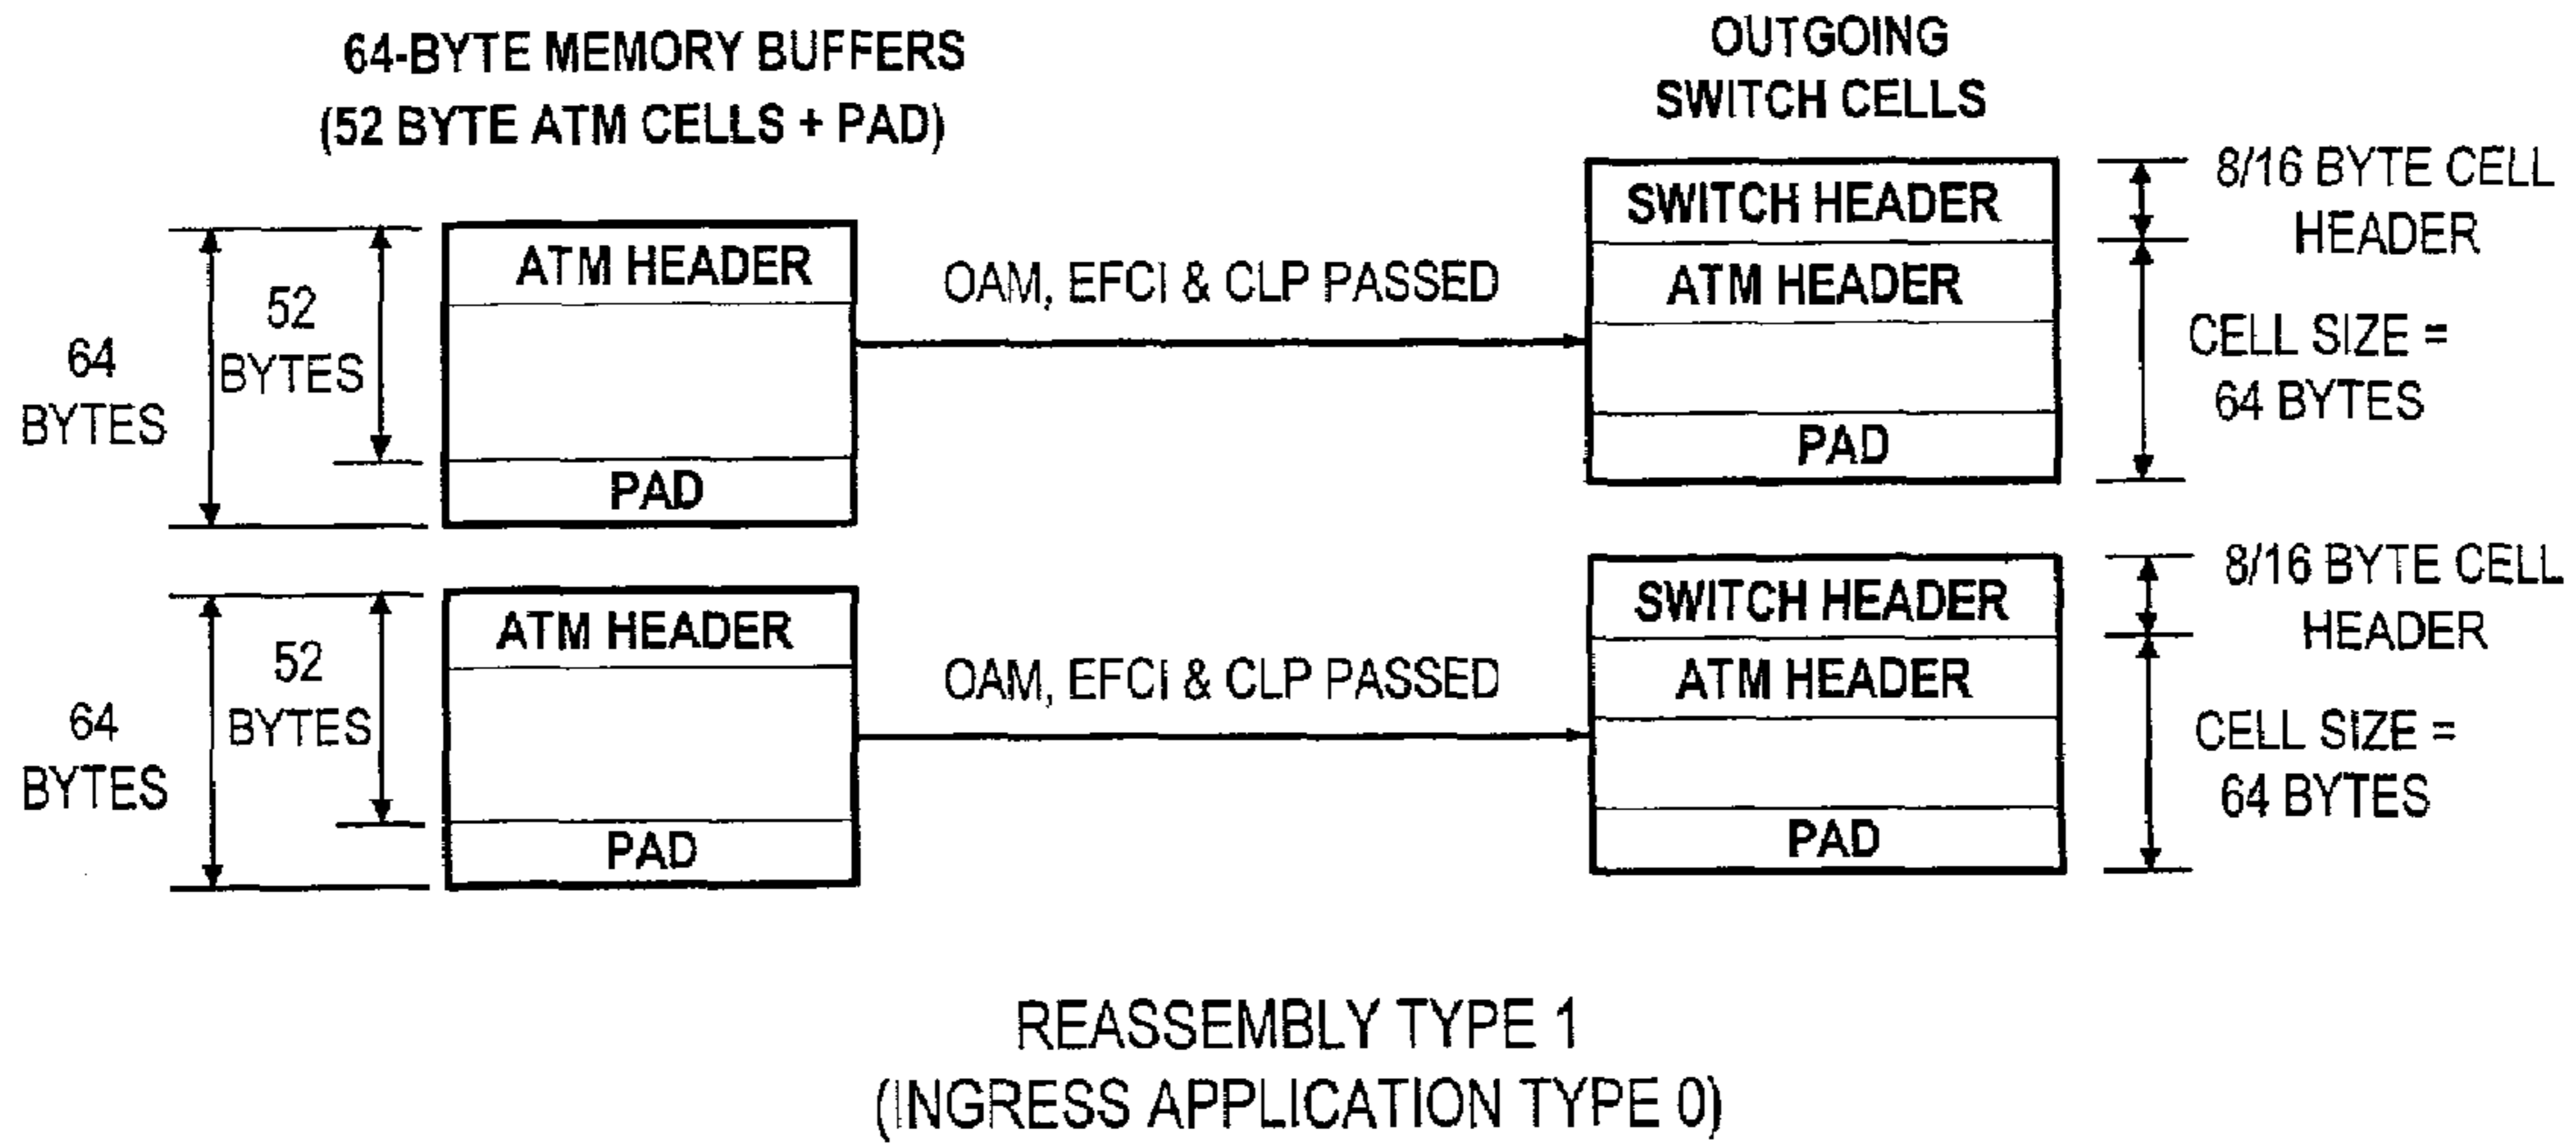 64-BYTE MEMORY BUFFERS
(52 BYTE ATM CELLS + PAD)
OUTGOING
SWITCH CELLS
64
BYTES
52
BYTES
ATM HEADER
PAD
OAM, EFCI & CLP PASSED
SWITCH HEADER
ATM HEADER
PAD
8/16 BYTE CELL
HEADER
CELL SIZE =
64 BYTES
64
BYTES
52
BYTES
ATM HEADER
PAD
OAM, EFCI & CLP PASSED
SWITCH HEADER
ATM HEADER
PAD
8/16 BYTE CELL
HEADER
CELL SIZE =
64 BYTES
REASSEMBLY TYPE 1
(INGRESS APPLICATION TYPE 0)